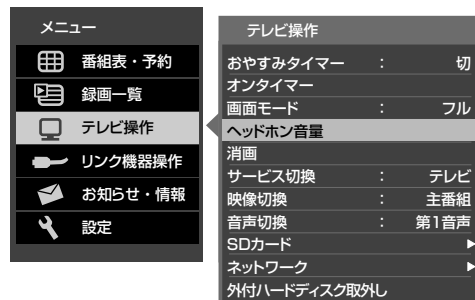 メニュー
番組表・予約
録画一覧
テレビ操作
リンク機器操作
お知らせ・情報
設定
テレビ操作
おやすみタイマー : 切
オンタイマー
画面モード : フル
ヘッドホン音量
消画
サービス切換 : テレビ
映像切換 : 主番組
音声切換 : 第1音声
SDカード
ネットワーク
外付ハードディスク取外し